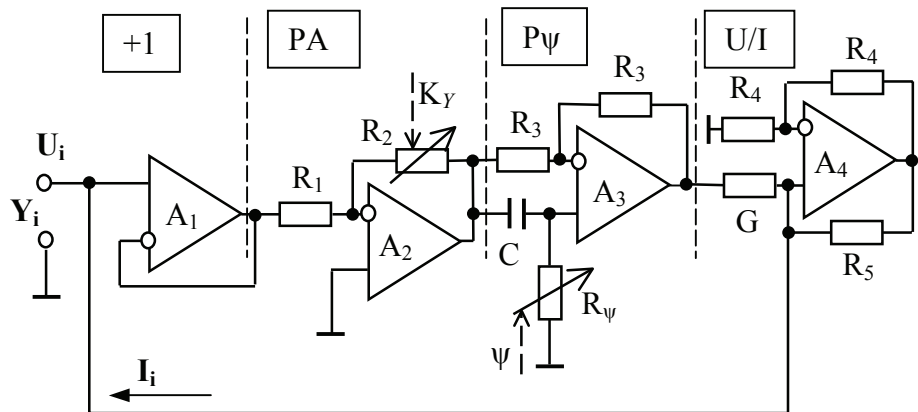 +1 PA Pψ U/I
R3 R4
R4
KY
R3
R2
Ui
R1
A1 A3 A4
Yi
A2 G
C R5
Rψ
ψ
Ii